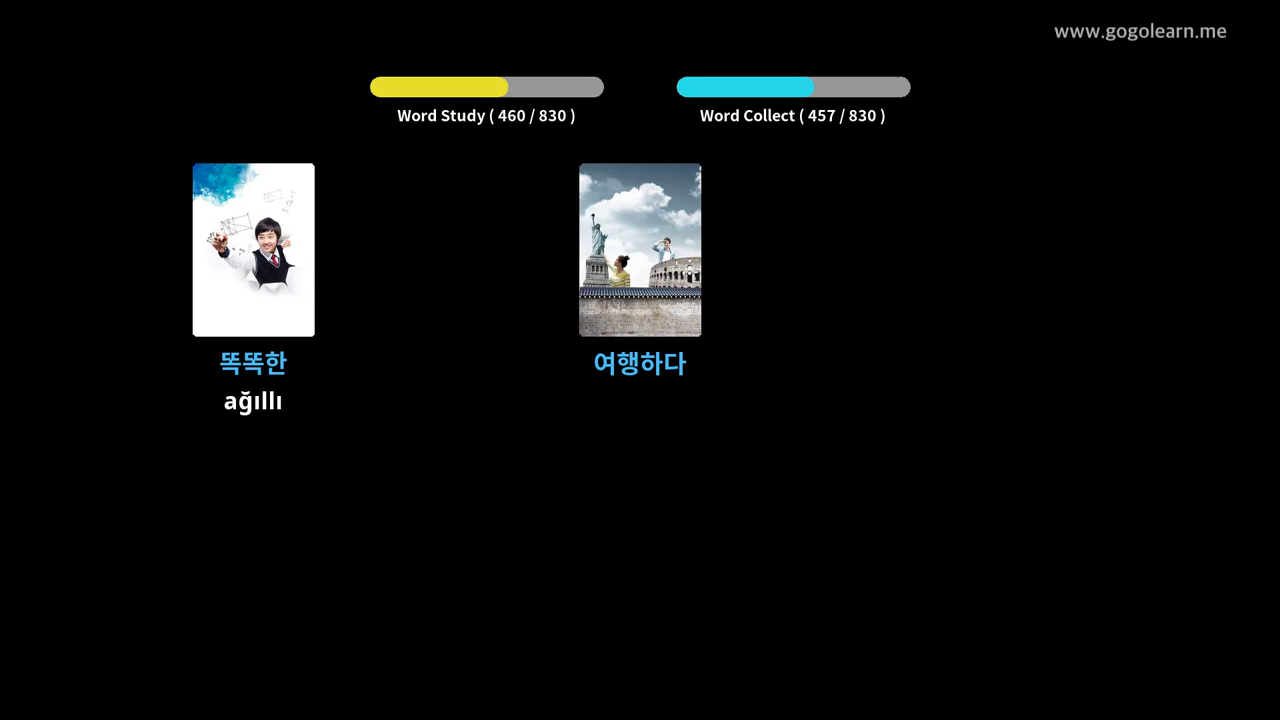 www.gogolearn.me
Word Study ( 460 / 830 )
Word Collect ( 457 / 830 )
똑똑한
ağıllı
여행하다